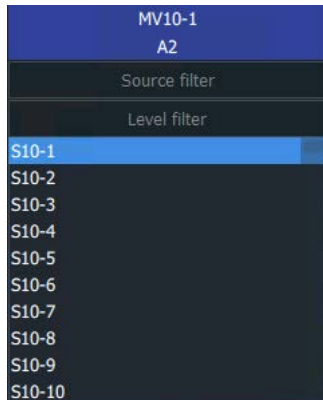 MV10-1
A2
Source filter
Level filter
S10-1
S10-2
S10-3
S10-4
S10-5
S10-6
S10-7
S10-8
S10-9
S10-10